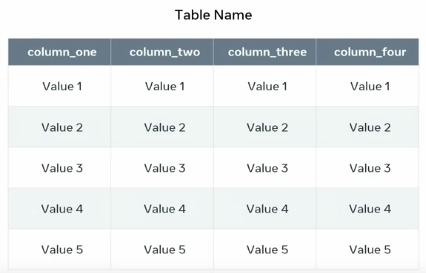 Table Name
column_one column_two column_three column_four
Value 1 Value 1 Value 1 Value 1
Value 2 Value 2 Value 2 Value 2
Value 3 Value 3 Value 3 Value 3
Value 4 Value 4 Value 4 Value 4
Value 5 Value 5 Value 5 Value 5